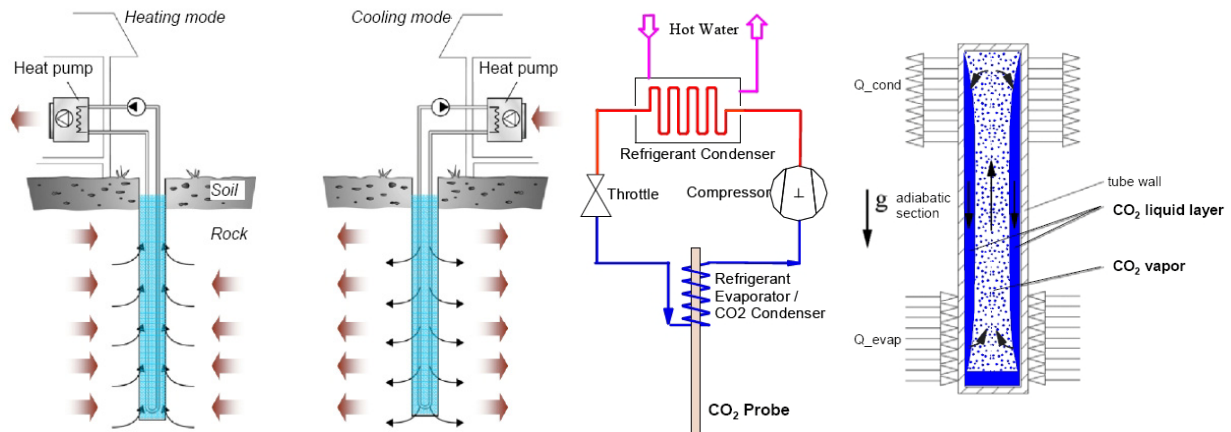 Heating mode
Heat pump
Soil
Rock
Cooling mode
Heat pump
Hot Water
Refrigerant Condenser
Throttle
Compressor
Refrigerant
Evaporator /
CO2 Condenser
CO₂ Probe
Q_cond
g
adiabatic
section
tube wall
CO₂ liquid layer
CO₂ vapor
Q_evap